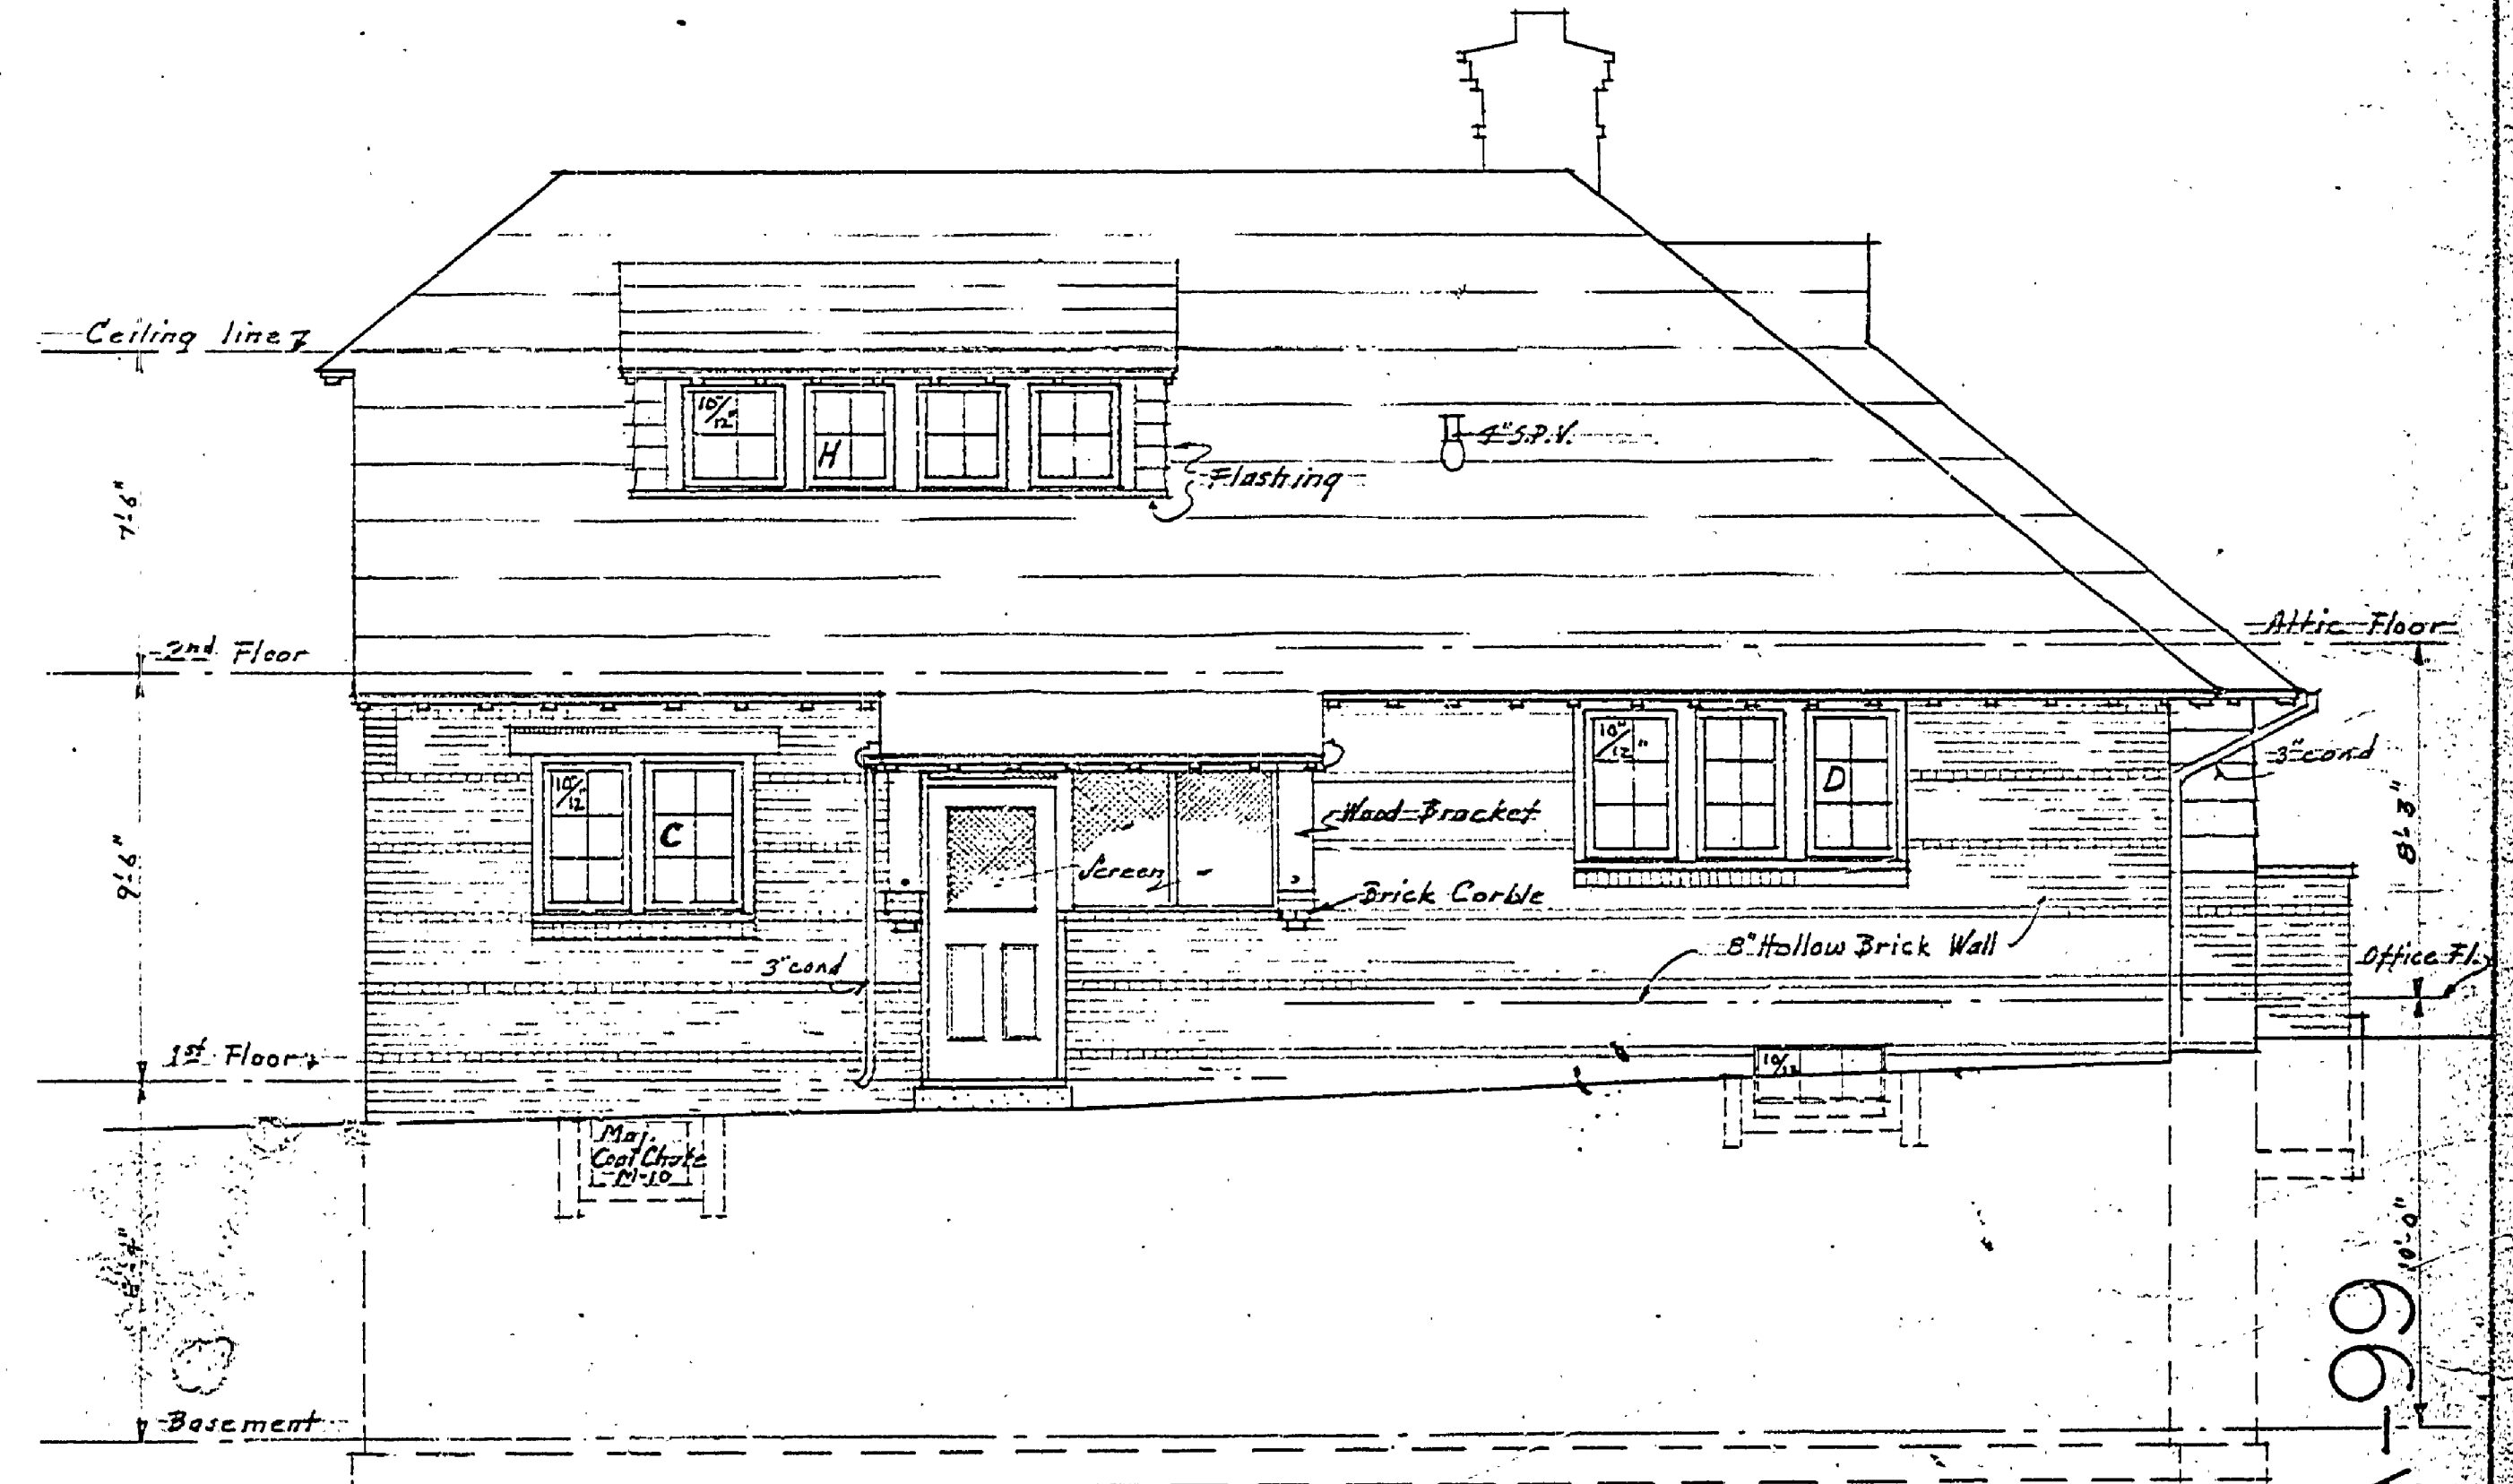 Ceiling line
10"/12"
H
4" S.P.V.
Flashing
7'-6"
2nd Floor
Attic Floor
10"/12"
C
10"/12"
D
3" cond
Wood Bracket
Screen
Brick Corble
9'-6"
8'-3"
3" cond
8" Hollow Brick Wall
Office Fl.
1st Floor
10/12
Maj.
Coal Chute
M-10
10'-0"
Basement
99